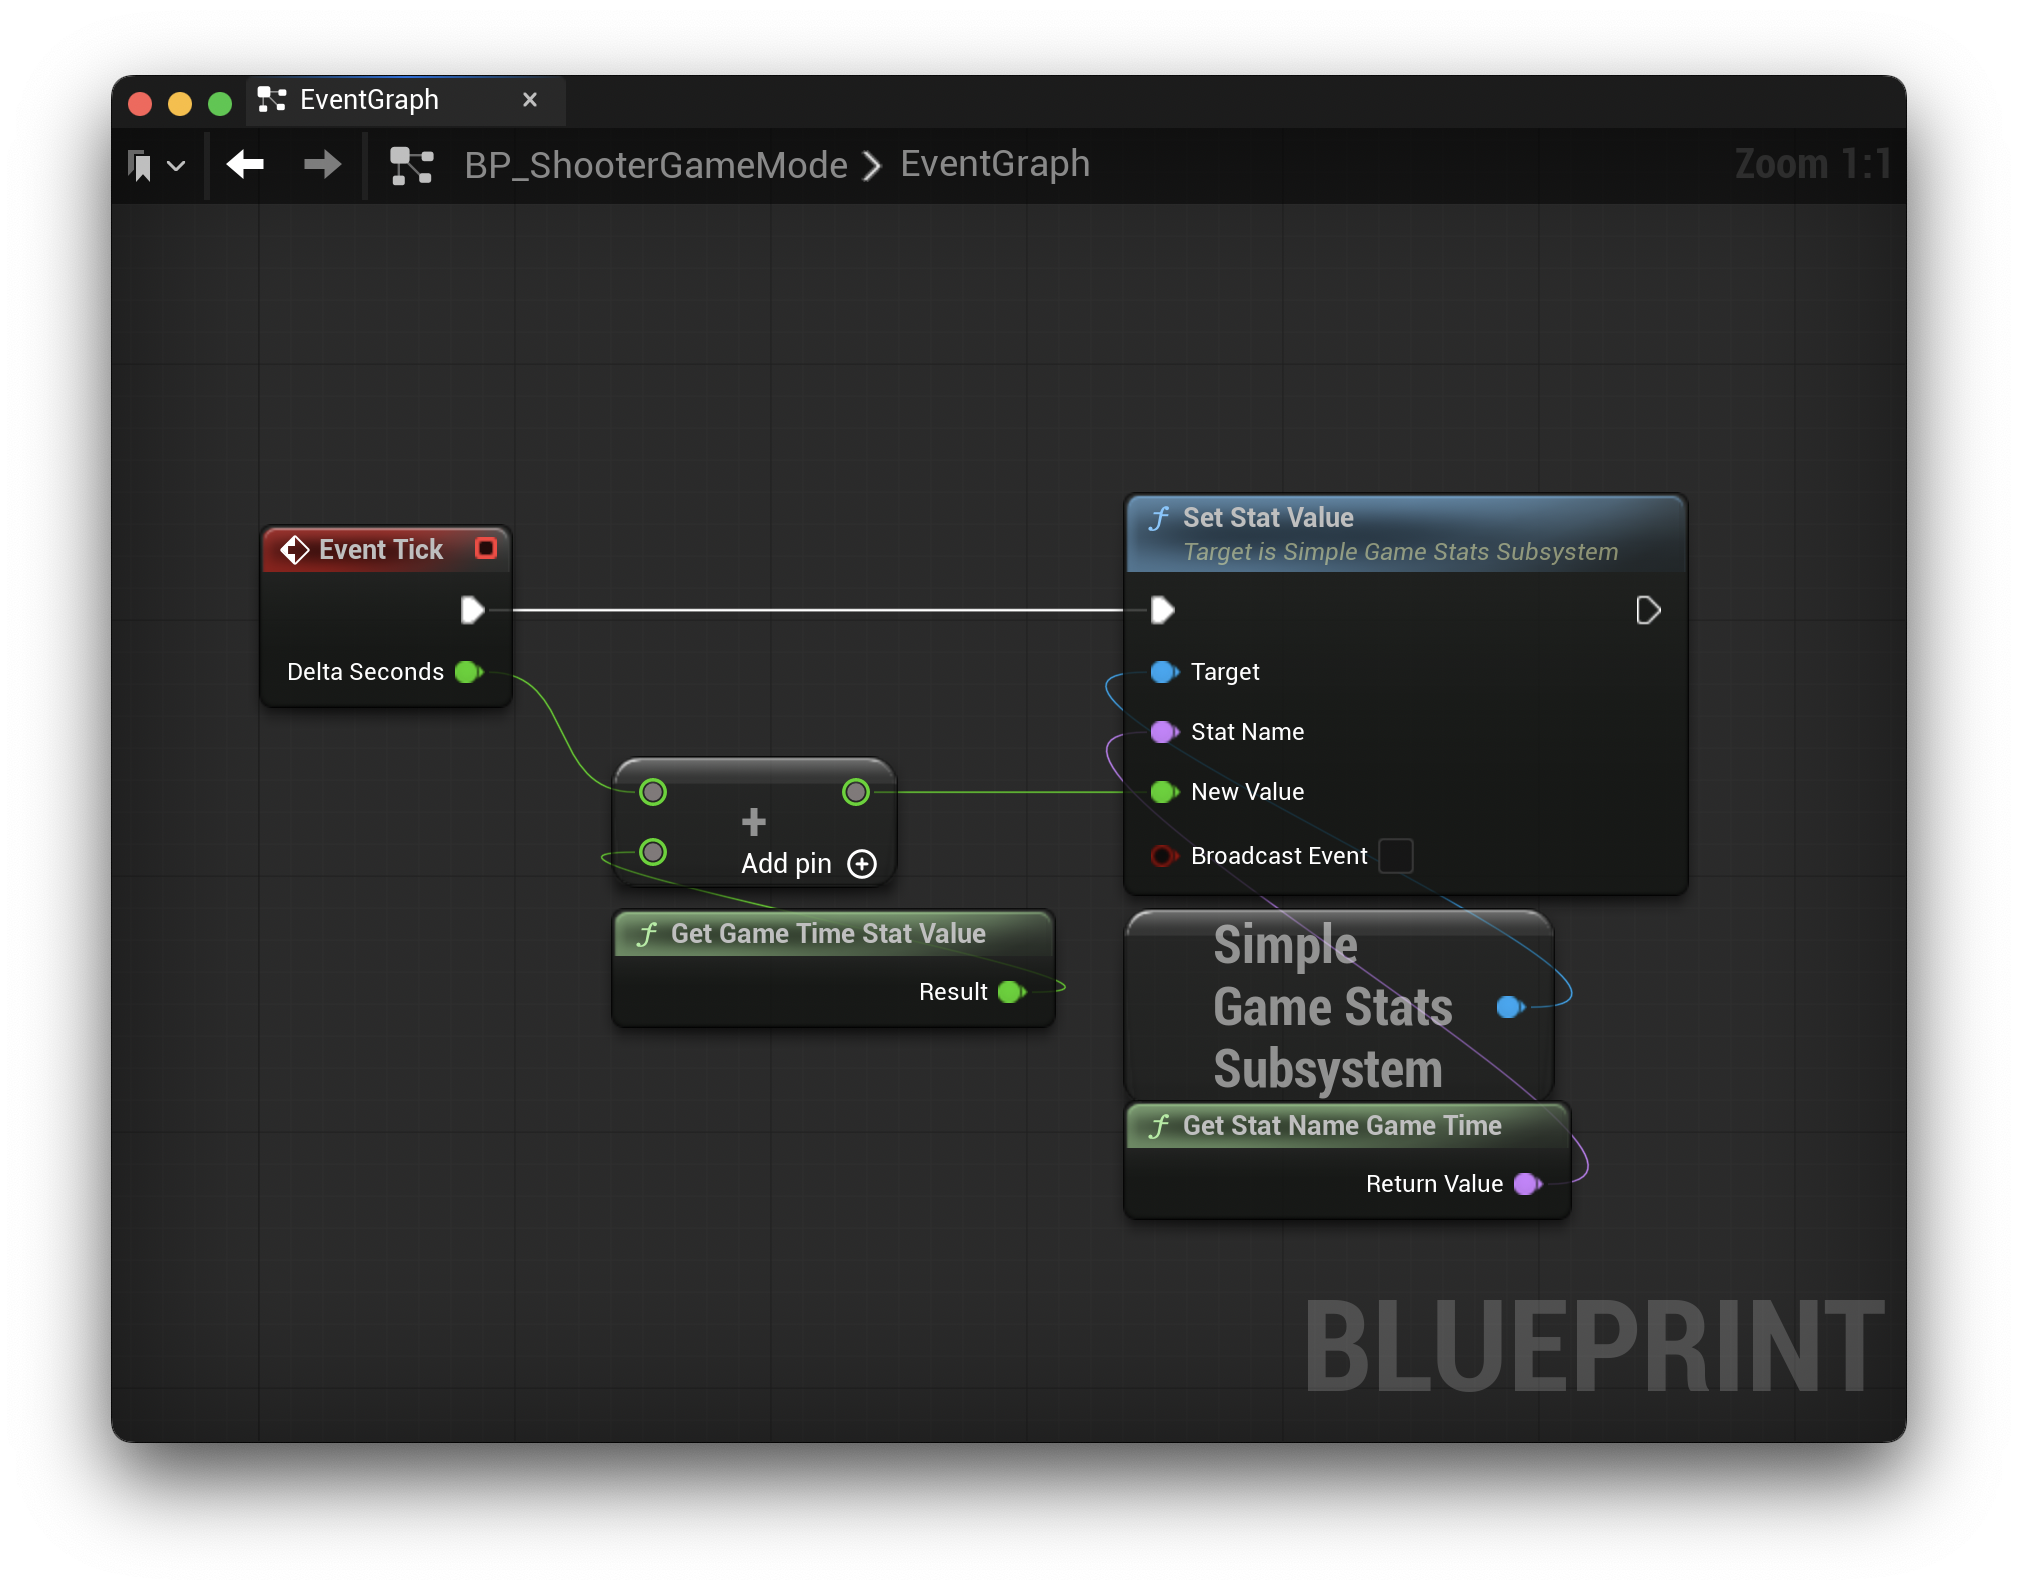 EventGraph
BP_ShooterGameMode
EventGraph
Zoom 1:1
Event Tick
Delta Seconds
Set Stat Value
Target is Simple Game Stats Subsystem
Target
Stat Name
New Value
Broadcast Event
+
Add pin
Get Game Time Stat Value
Result
Simple
Game Stats
Subsystem
Get Stat Name Game Time
Return Value
BLUEPRINT